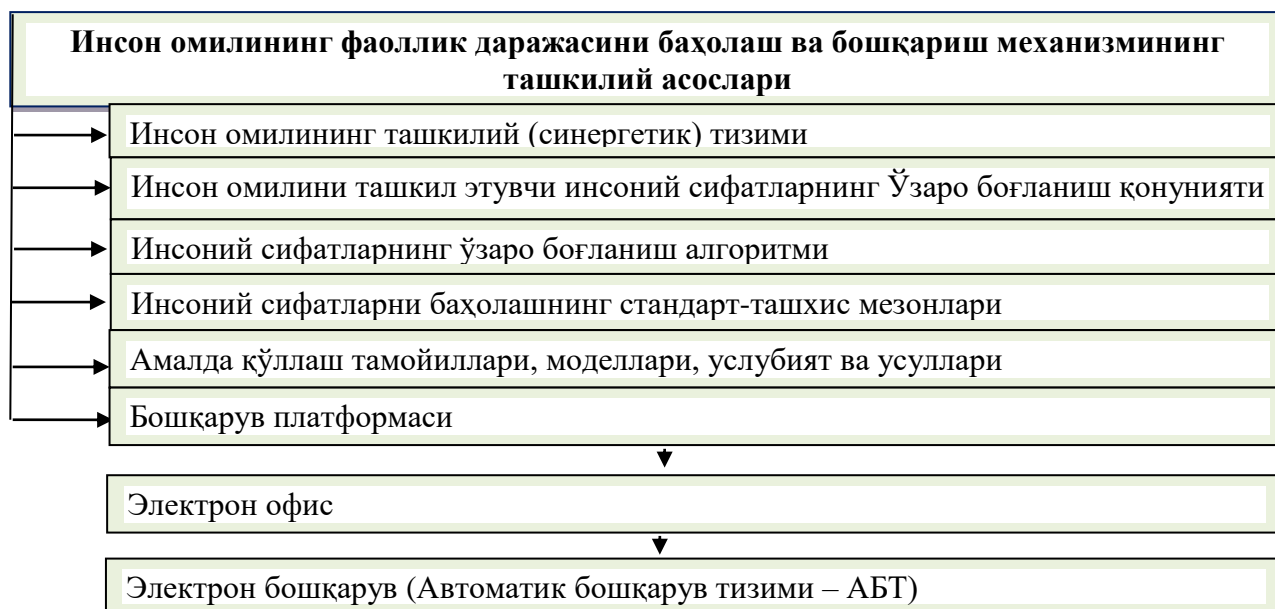 Инсон омилининг фаоллик даражасини баҳолаш ва бошқариш механизмининг
ташкилий асослари
Инсон омилининг ташкилий (синергетик) тизими
Инсон омилини ташкил этувчи инсоний сифатларнинг Ўзаро боғланиш қонунияти
Инсоний сифатларнинг ўзаро боғланиш алгоритми
Инсоний сифатларни баҳолашнинг стандарт-ташхис мезонлари
Амалда қўллаш тамойиллари, моделлари, услубият ва усуллари
Бошқарув платформаси
Электрон офис
Электрон бошқарув (Автоматик бошқарув тизими – АБТ)